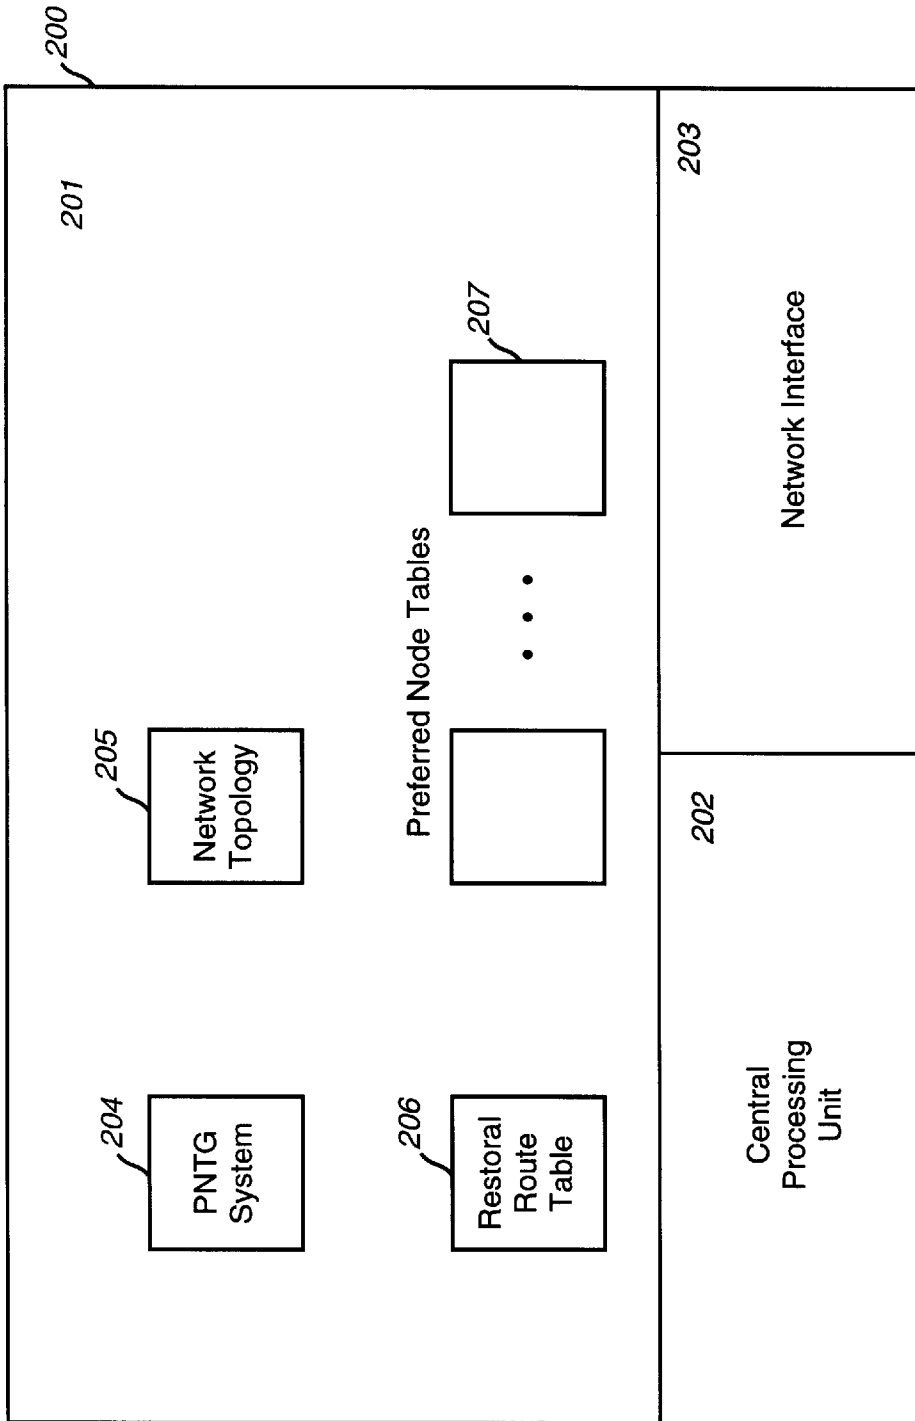 200
201
204
PNTG
System
205
Network
Topology
206
Restoral
Route
Table
Preferred Node Tables
• • •
207
202
Central
Processing
Unit
203
Network Interface